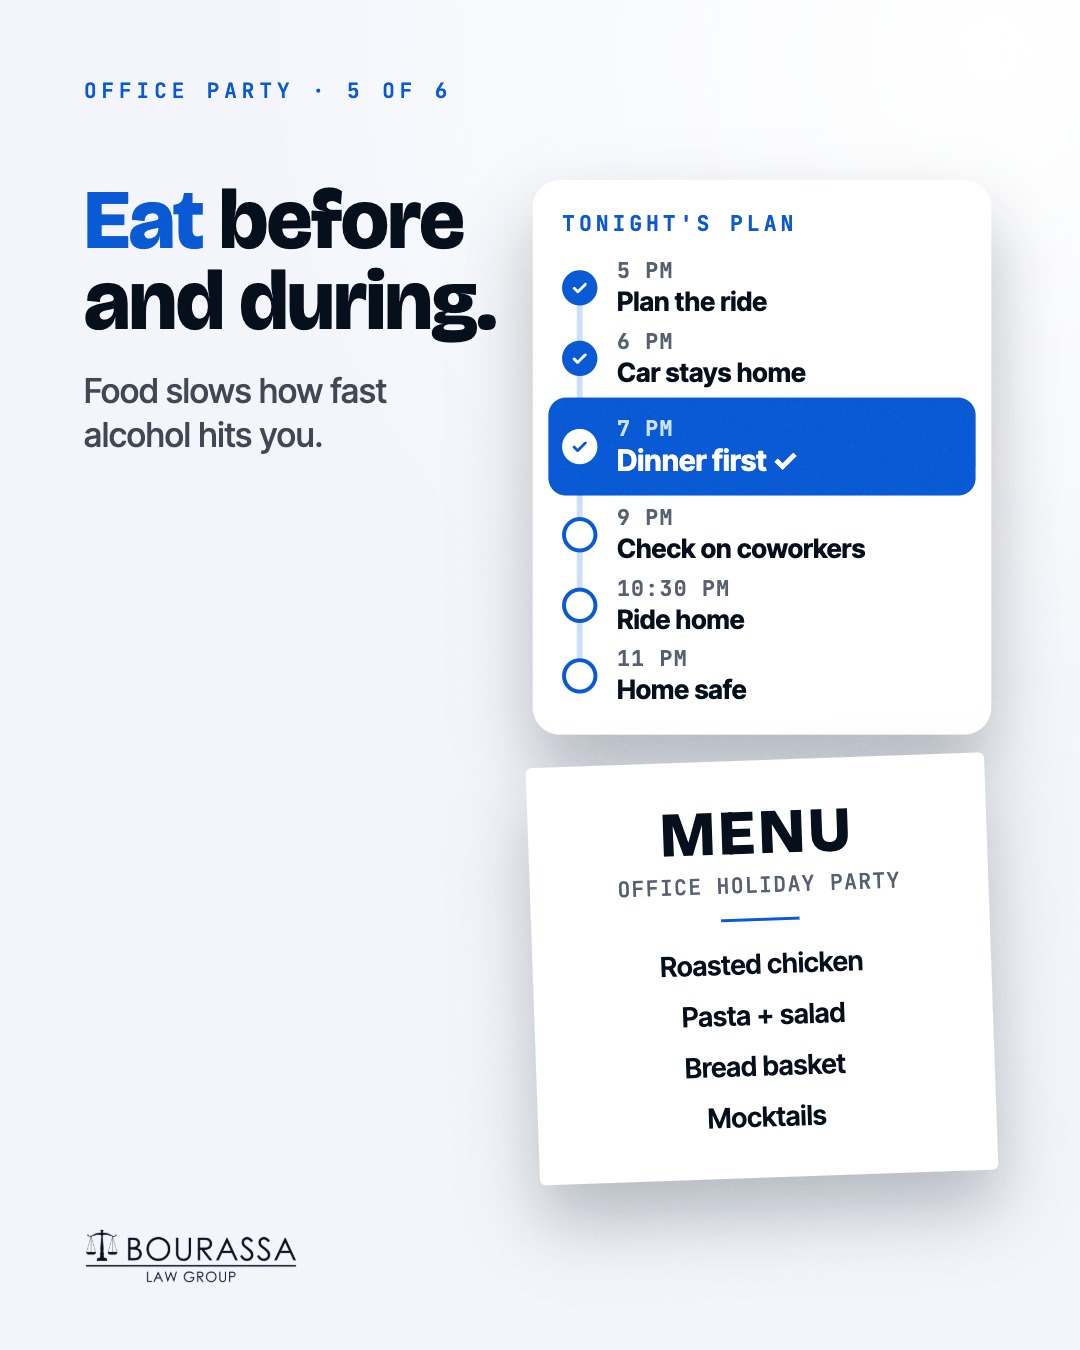 OFFICE PARTY · 5 OF 6
Eat before
and during.
Food slows how fast
alcohol hits you.
TONIGHT'S PLAN
5 PM
Plan the ride
6 PM
Car stays home
7 PM
Dinner first ✓
9 PM
Check on coworkers
10:30 PM
Ride home
11 PM
Home safe
MENU
OFFICE HOLIDAY PARTY
Roasted chicken
Pasta + salad
Bread basket
Mocktails
BOURASSA
LAW GROUP